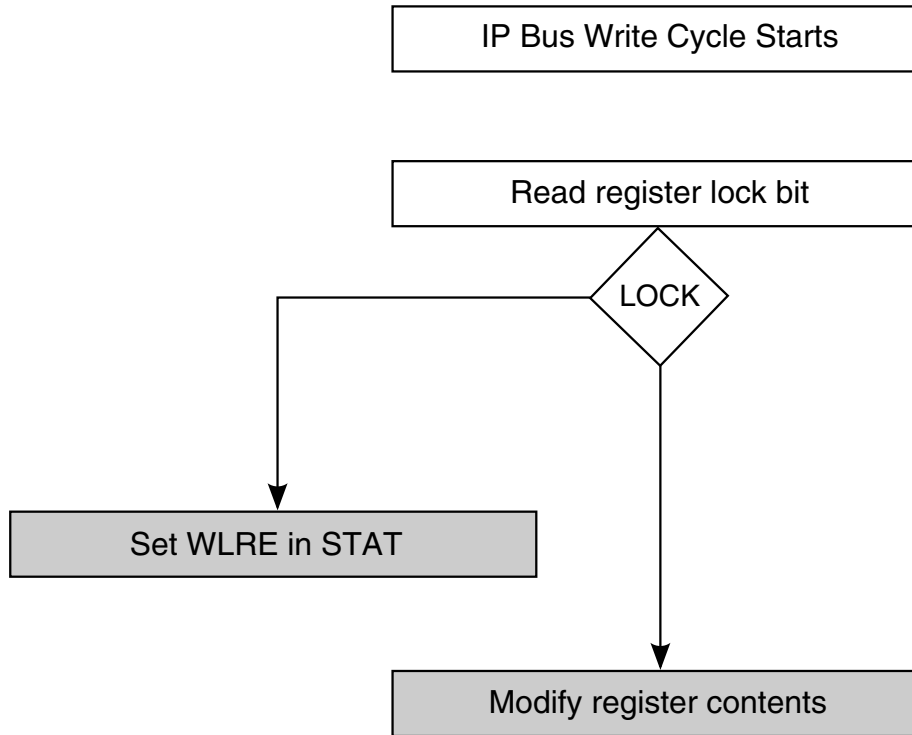 IP Bus Write Cycle Starts
Read register lock bit
LOCK
Set WLRE in STAT
Modify register contents